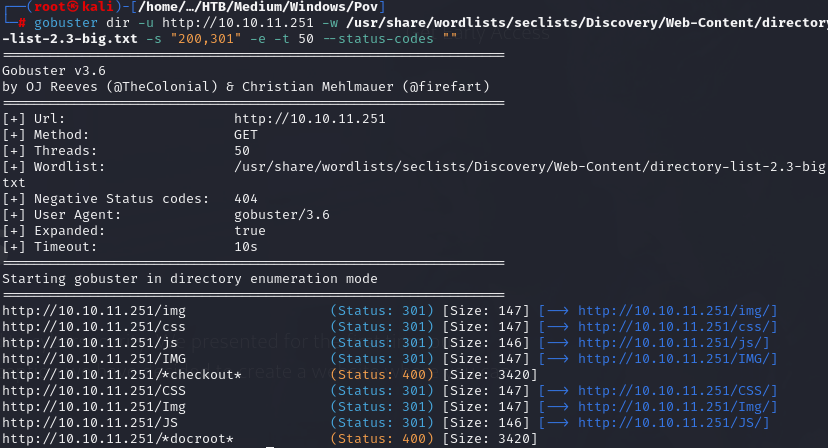 ┌──(root㉿kali)-[/home/…/HTB/Medium/Windows/Pov]
└─# gobuster dir -u http://10.10.11.251 -w /usr/share/wordlists/seclists/Discovery/Web-Content/directory
-list-2.3-big.txt -s "200,301" -e -t 50 --status-codes ""
===============================================================
Gobuster v3.6
by OJ Reeves (@TheColonial) & Christian Mehlmauer (@firefart)
===============================================================
[+] Url:                     http://10.10.11.251
[+] Method:                  GET
[+] Threads:                 50
[+] Wordlist:                /usr/share/wordlists/seclists/Discovery/Web-Content/directory-list-2.3-big.
txt
[+] Negative Status codes:   404
[+] User Agent:              gobuster/3.6
[+] Expanded:                true
[+] Timeout:                 10s
===============================================================
Starting gobuster in directory enumeration mode
===============================================================
http://10.10.11.251/img                  (Status: 301) [Size: 147] [--> http://10.10.11.251/img/]
http://10.10.11.251/css                  (Status: 301) [Size: 147] [--> http://10.10.11.251/css/]
http://10.10.11.251/js                   (Status: 301) [Size: 146] [--> http://10.10.11.251/js/]
http://10.10.11.251/IMG                  (Status: 301) [Size: 147] [--> http://10.10.11.251/IMG/]
http://10.10.11.251/*checkout*           (Status: 400) [Size: 3420]
http://10.10.11.251/CSS                  (Status: 301) [Size: 147] [--> http://10.10.11.251/CSS/]
http://10.10.11.251/Img                  (Status: 301) [Size: 147] [--> http://10.10.11.251/Img/]
http://10.10.11.251/JS                   (Status: 301) [Size: 146] [--> http://10.10.11.251/JS/]
http://10.10.11.251/*docroot*            (Status: 400) [Size: 3420]